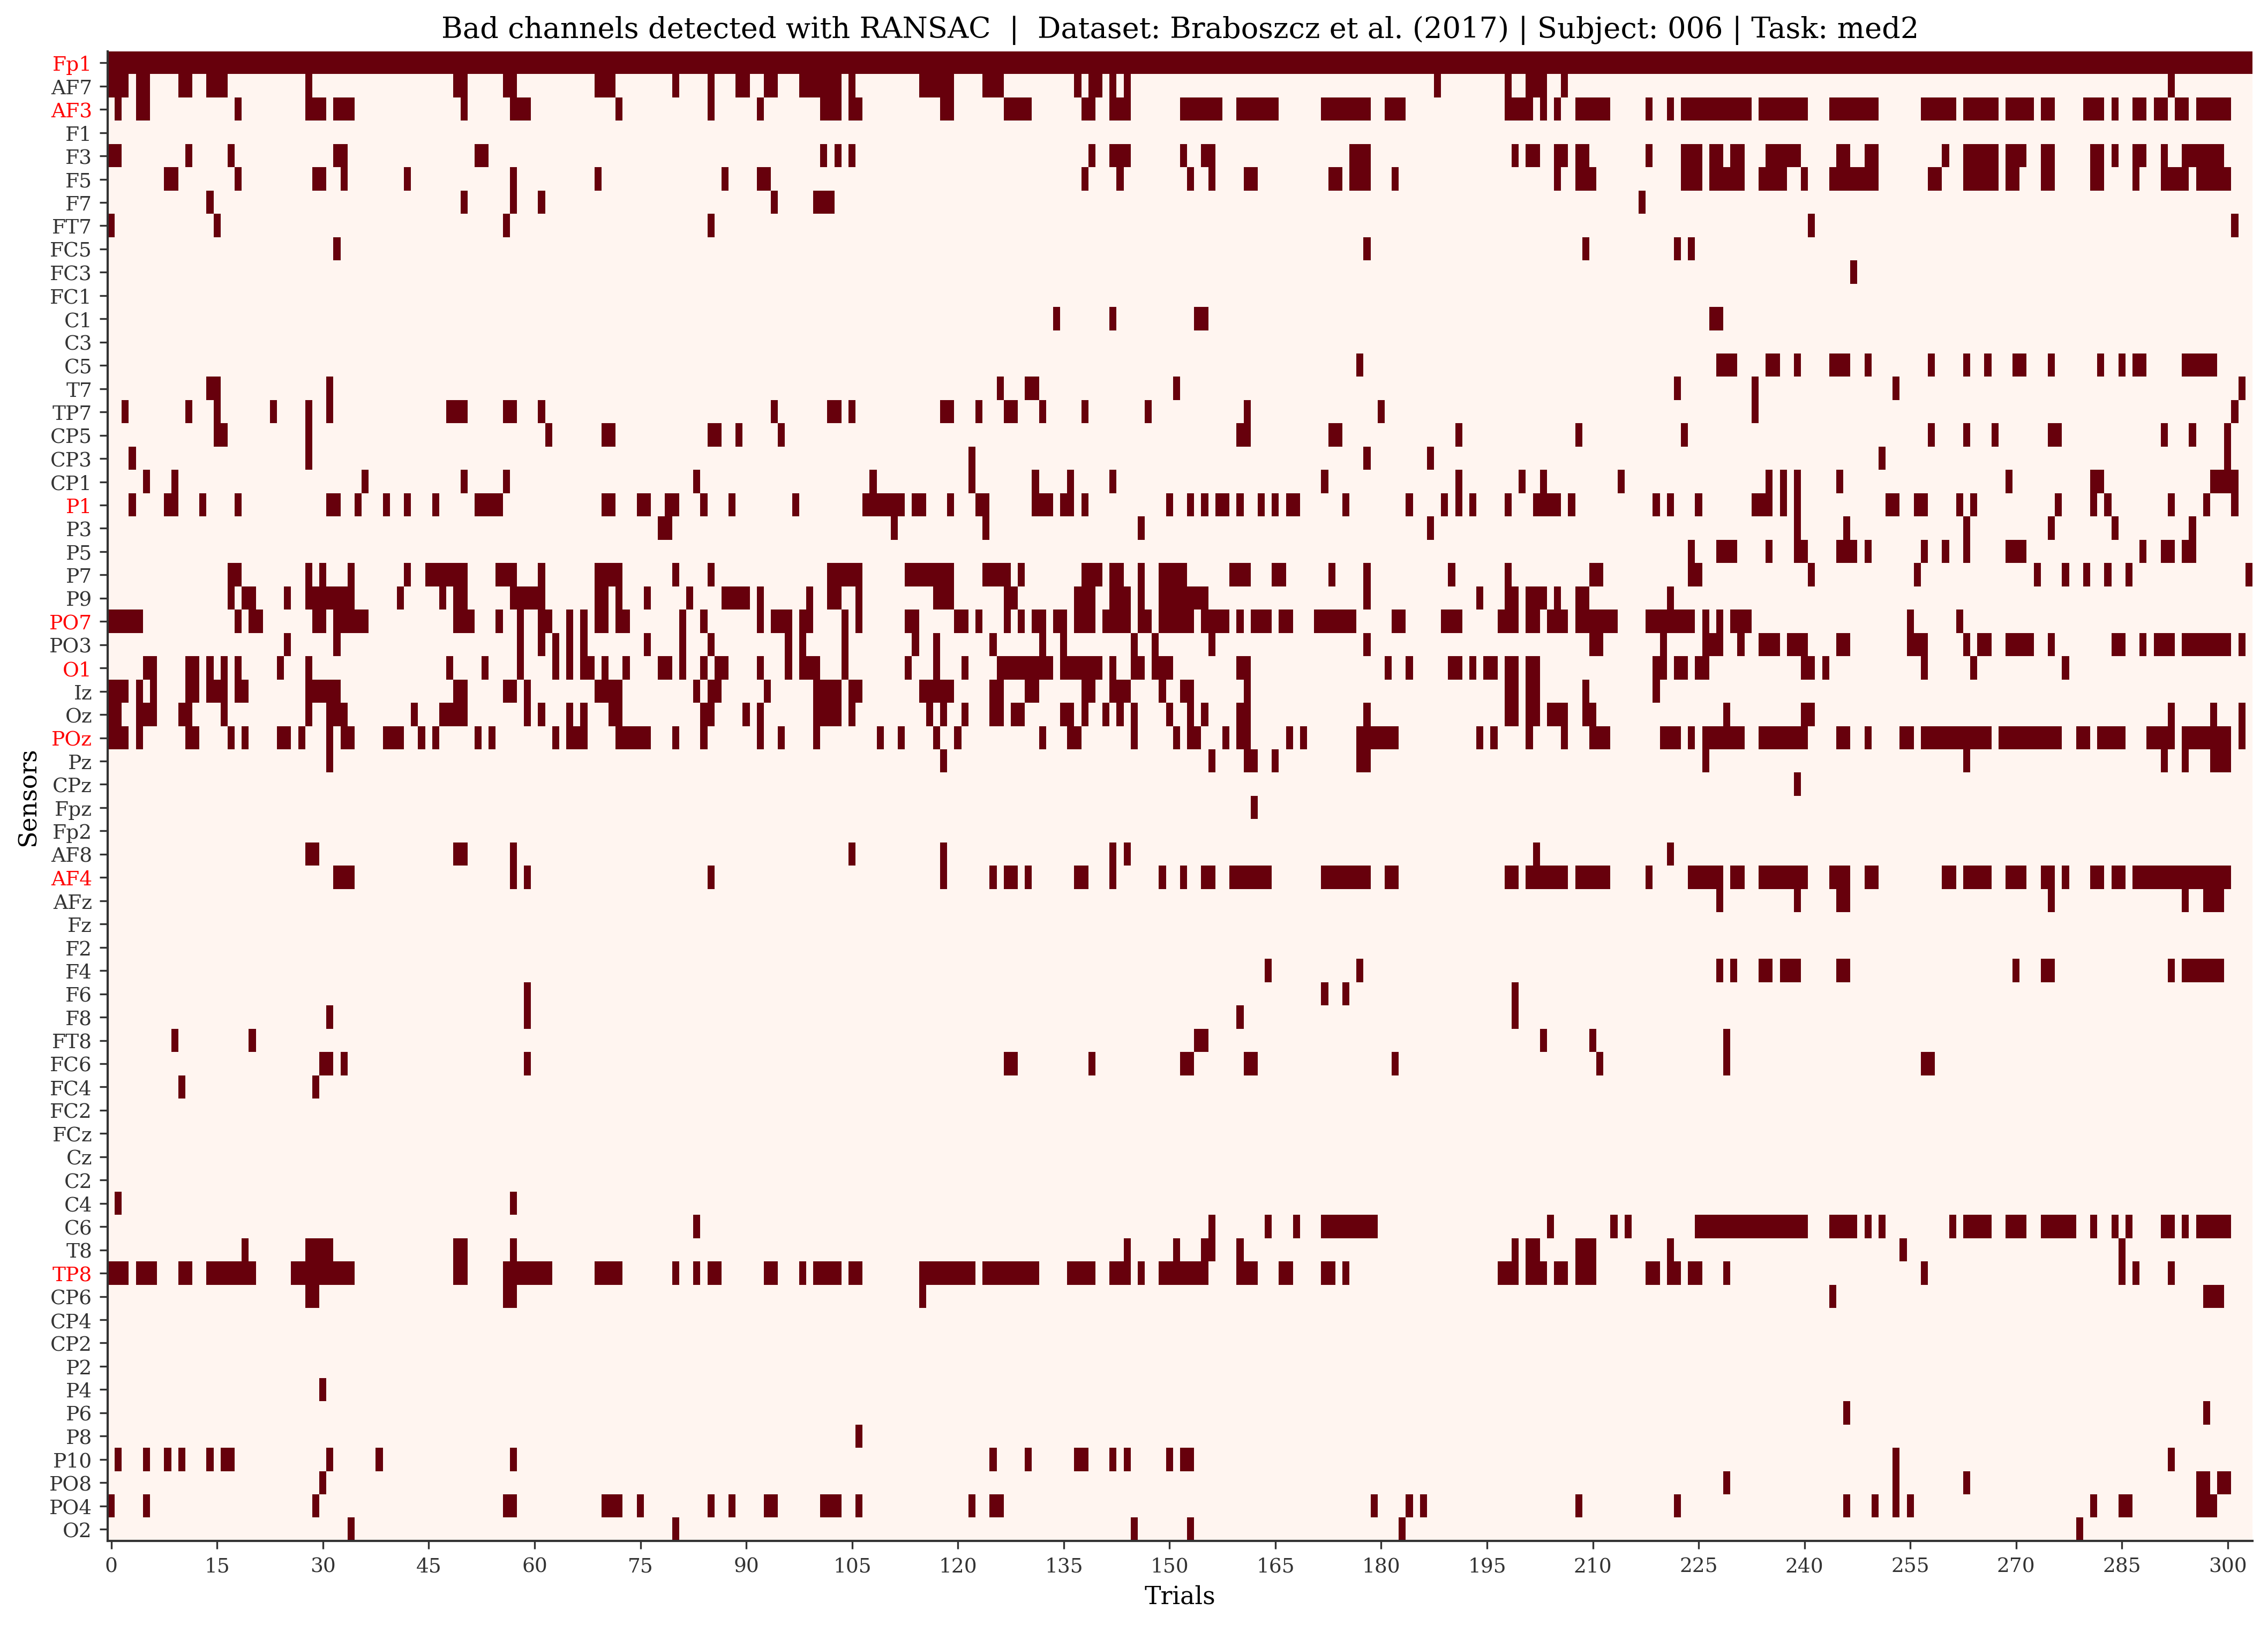 Bad channels detected with RANSAC | Dataset: Braboszcz et al. (2017) | Subject: 006 | Task: med2
Sensors
Fp1
AF7
AF3
F1
F3
F5
F7
FT7
FC5
FC3
FC1
C1
C3
C5
T7
TP7
CP5
CP3
CP1
P1
P3
P5
P7
P9
PO7
PO3
O1
Iz
Oz
POz
Pz
CPz
Fpz
Fp2
AF8
AF4
AFz
Fz
F2
F4
F6
F8
FT8
FC6
FC4
FC2
FCz
Cz
C2
C4
C6
T8
TP8
CP6
CP4
CP2
P2
P4
P6
P8
P10
PO8
PO4
O2
0 15 30 45 60 75 90 105 120 135 150 165 180 195 210 225 240 255 270 285 300
Trials